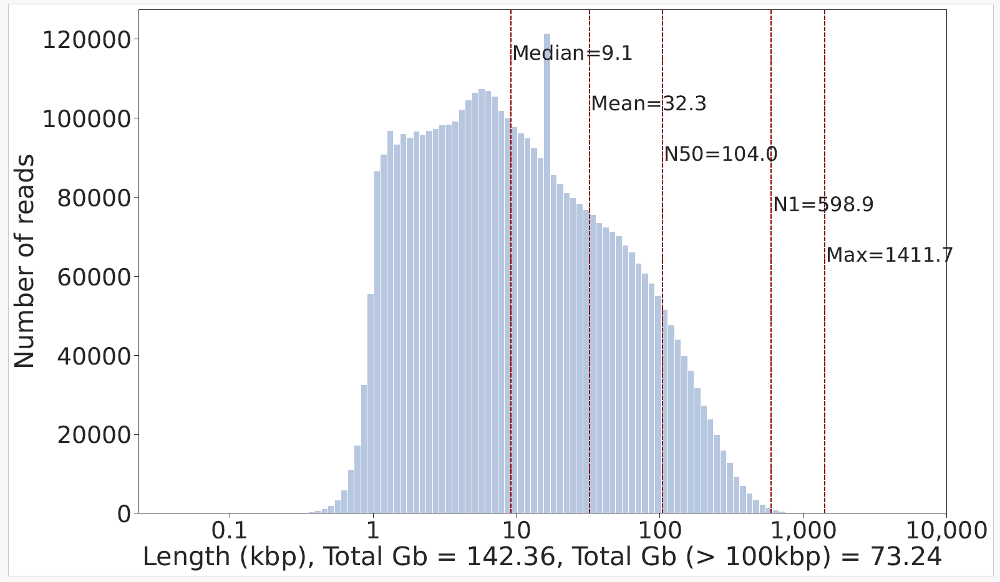 120000
100000
80000
60000
40000
20000
0
Number of reads
Median=9.1
Mean=32.3
N50=104.0
N1=598.9
Max=1411.7
0.1 1 10 100 1,000 10,000
Length (kbp), Total Gb = 142.36, Total Gb (> 100kbp) = 73.24